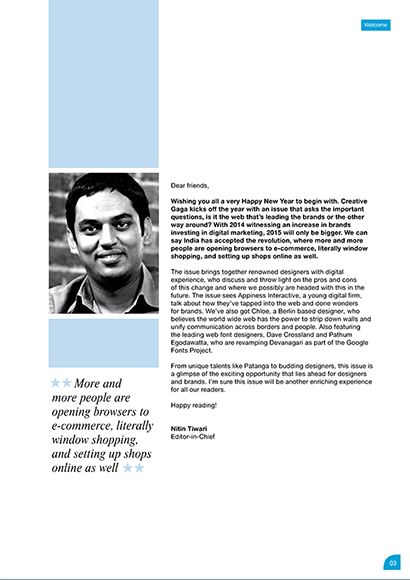 Welcome
Dear friends,
Wishing you all a very Happy New Year to begin with. Creative
Gaga kicks off the year with an issue that asks the important
questions, is it the web that's leading the brands or the other
way around? With 2014 witnessing an increase in brands
investing in digital marketing, 2015 will only be bigger. We can
say India has accepted the revolution, where more and more
people are opening browsers to e-commerce, literally window
shopping, and setting up shops online as well.
The issue brings together renowned designers with digital
experience, who discuss and throw light on the pros and cons
of this change and where we possibly are headed with this in the
future. The issue sees Appiness Interactive, a young digital firm,
talk about how they've tapped into the web and done wonders
for brands. We've also got Chloe, a Berlin based designer, who
believes the world wide web has the power to strip down walls and
unify communication across borders and people. Also featuring
the leading web font designers, Dave Crossland and Pathum
Egodawatta, who are revamping Devanagari as part of the Google
Fonts Project.
From unique talents like Patanga to budding designers, this issue is
a glimpse of the exciting opportunity that lies ahead for designers
and brands. I'm sure this issue will be another enriching experience
for all our readers.
Happy reading!
Nitin Tiwari
Editor-in-Chief
More and
more people are
opening browsers to
e-commerce, literally
window shopping,
and setting up shops
online as well
03